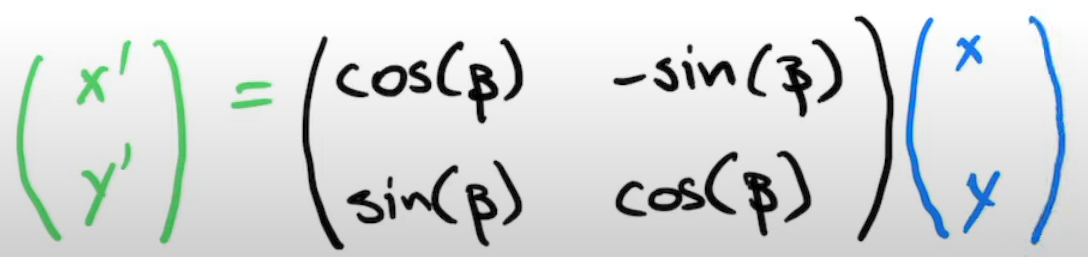 (x') = (cos(β) -sin(β)) (x)
(y') (sin(β) cos(β)) (y)